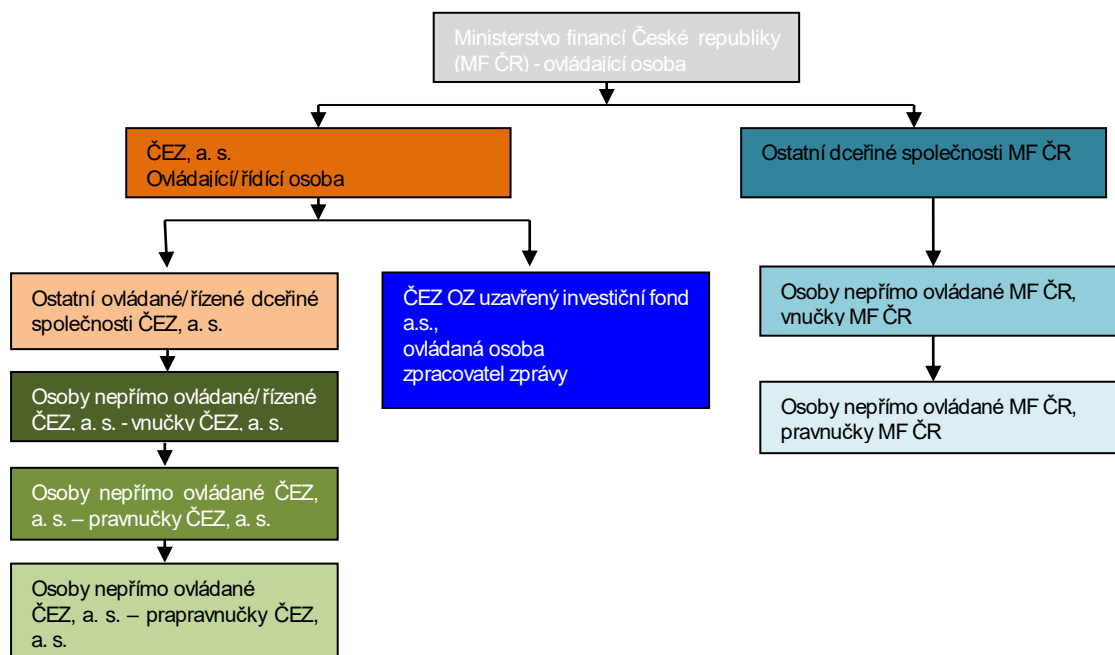 Ministerstvo financí České republiky
(MF ČR) - ovládající osoba
ČEZ, a. s.
Ovládající/řídící osoba
Ostatní dceřiné společnosti MF ČR
Ostatní ovládané/řízené dceřiné
společnosti ČEZ, a. s.
ČEZ OZ uzavřený investiční fond
a.s.,
ovládaná osoba
zpracovatel zprávy
Osoby nepřímo ovládané MF ČR,
vnučky MF ČR
Osoby nepřímo ovládané/řízené
ČEZ, a. s. - vnučky ČEZ, a. s.
Osoby nepřímo ovládané MF ČR,
pravnučky MF ČR
Osoby nepřímo ovládané ČEZ,
a. s. – pravnučky ČEZ, a. s.
Osoby nepřímo ovládané
ČEZ, a. s. – prapravnučky ČEZ,
a. s.